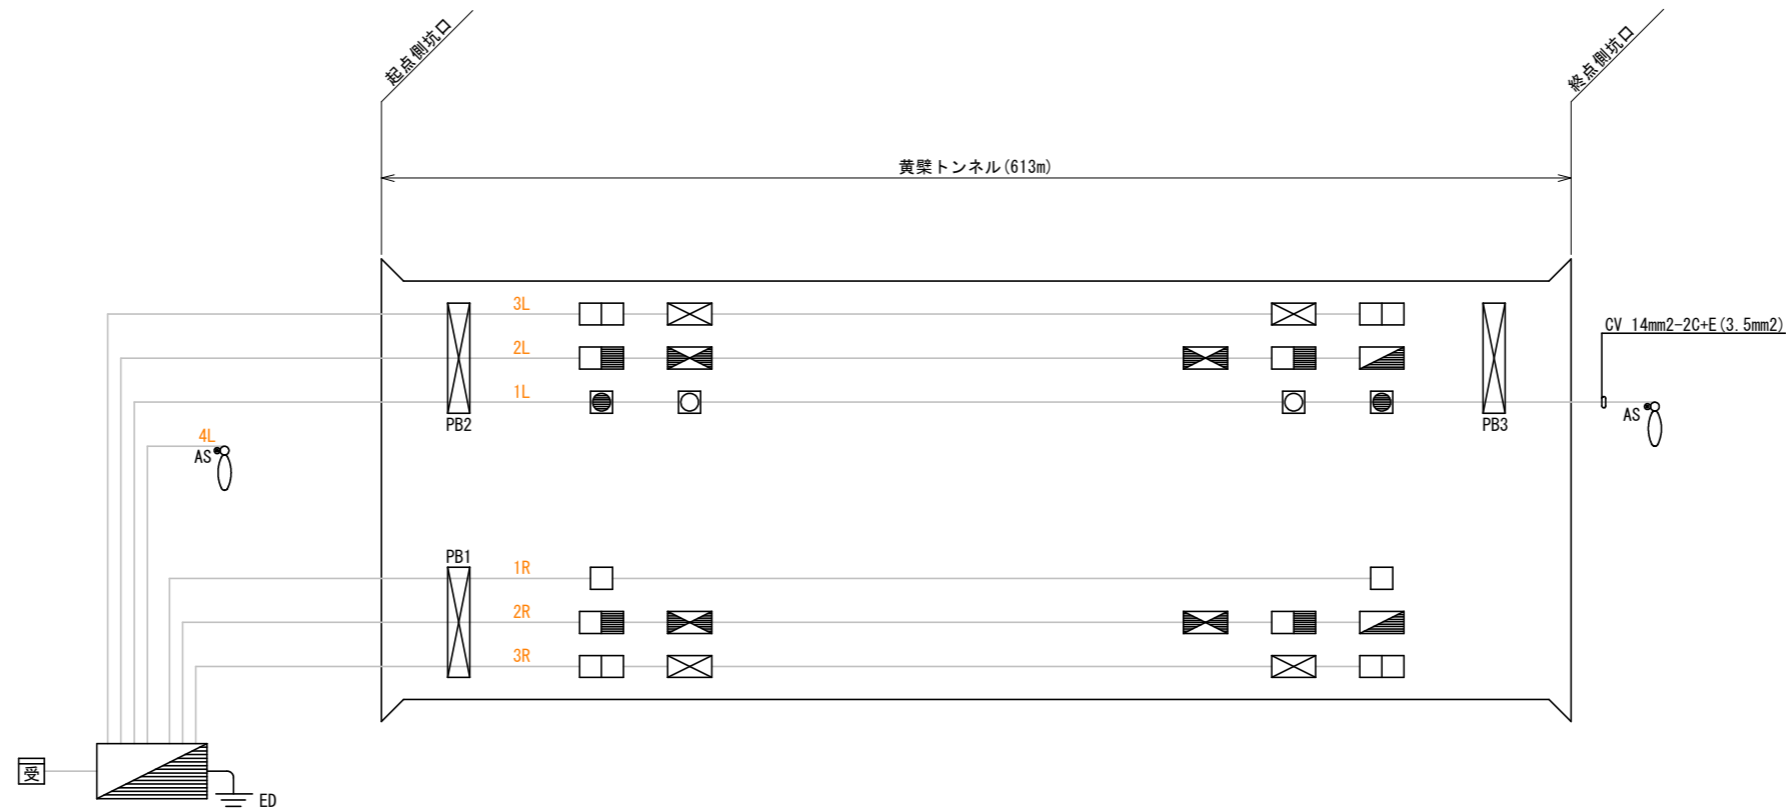 起点側坑口
終点側坑口
黄檗トンネル(613m)
3L
2L
1L
PB2
PB3
CV 14mm2-2C+E(3.5mm2)
AS
4L
AS
PB1
1R
2R
3R
受
ED